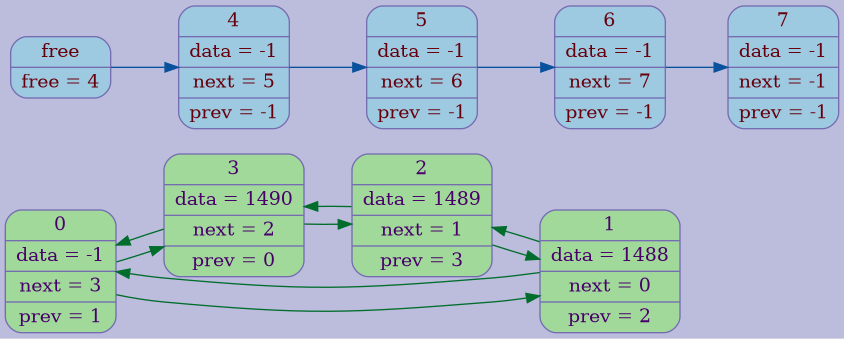 free
free = 4
4
data = -1
next = 5
prev = -1
5
data = -1
next = 6
prev = -1
6
data = -1
next = 7
prev = -1
7
data = -1
next = -1
prev = -1
0
data = -1
next = 3
prev = 1
3
data = 1490
next = 2
prev = 0
2
data = 1489
next = 1
prev = 3
1
data = 1488
next = 0
prev = 2